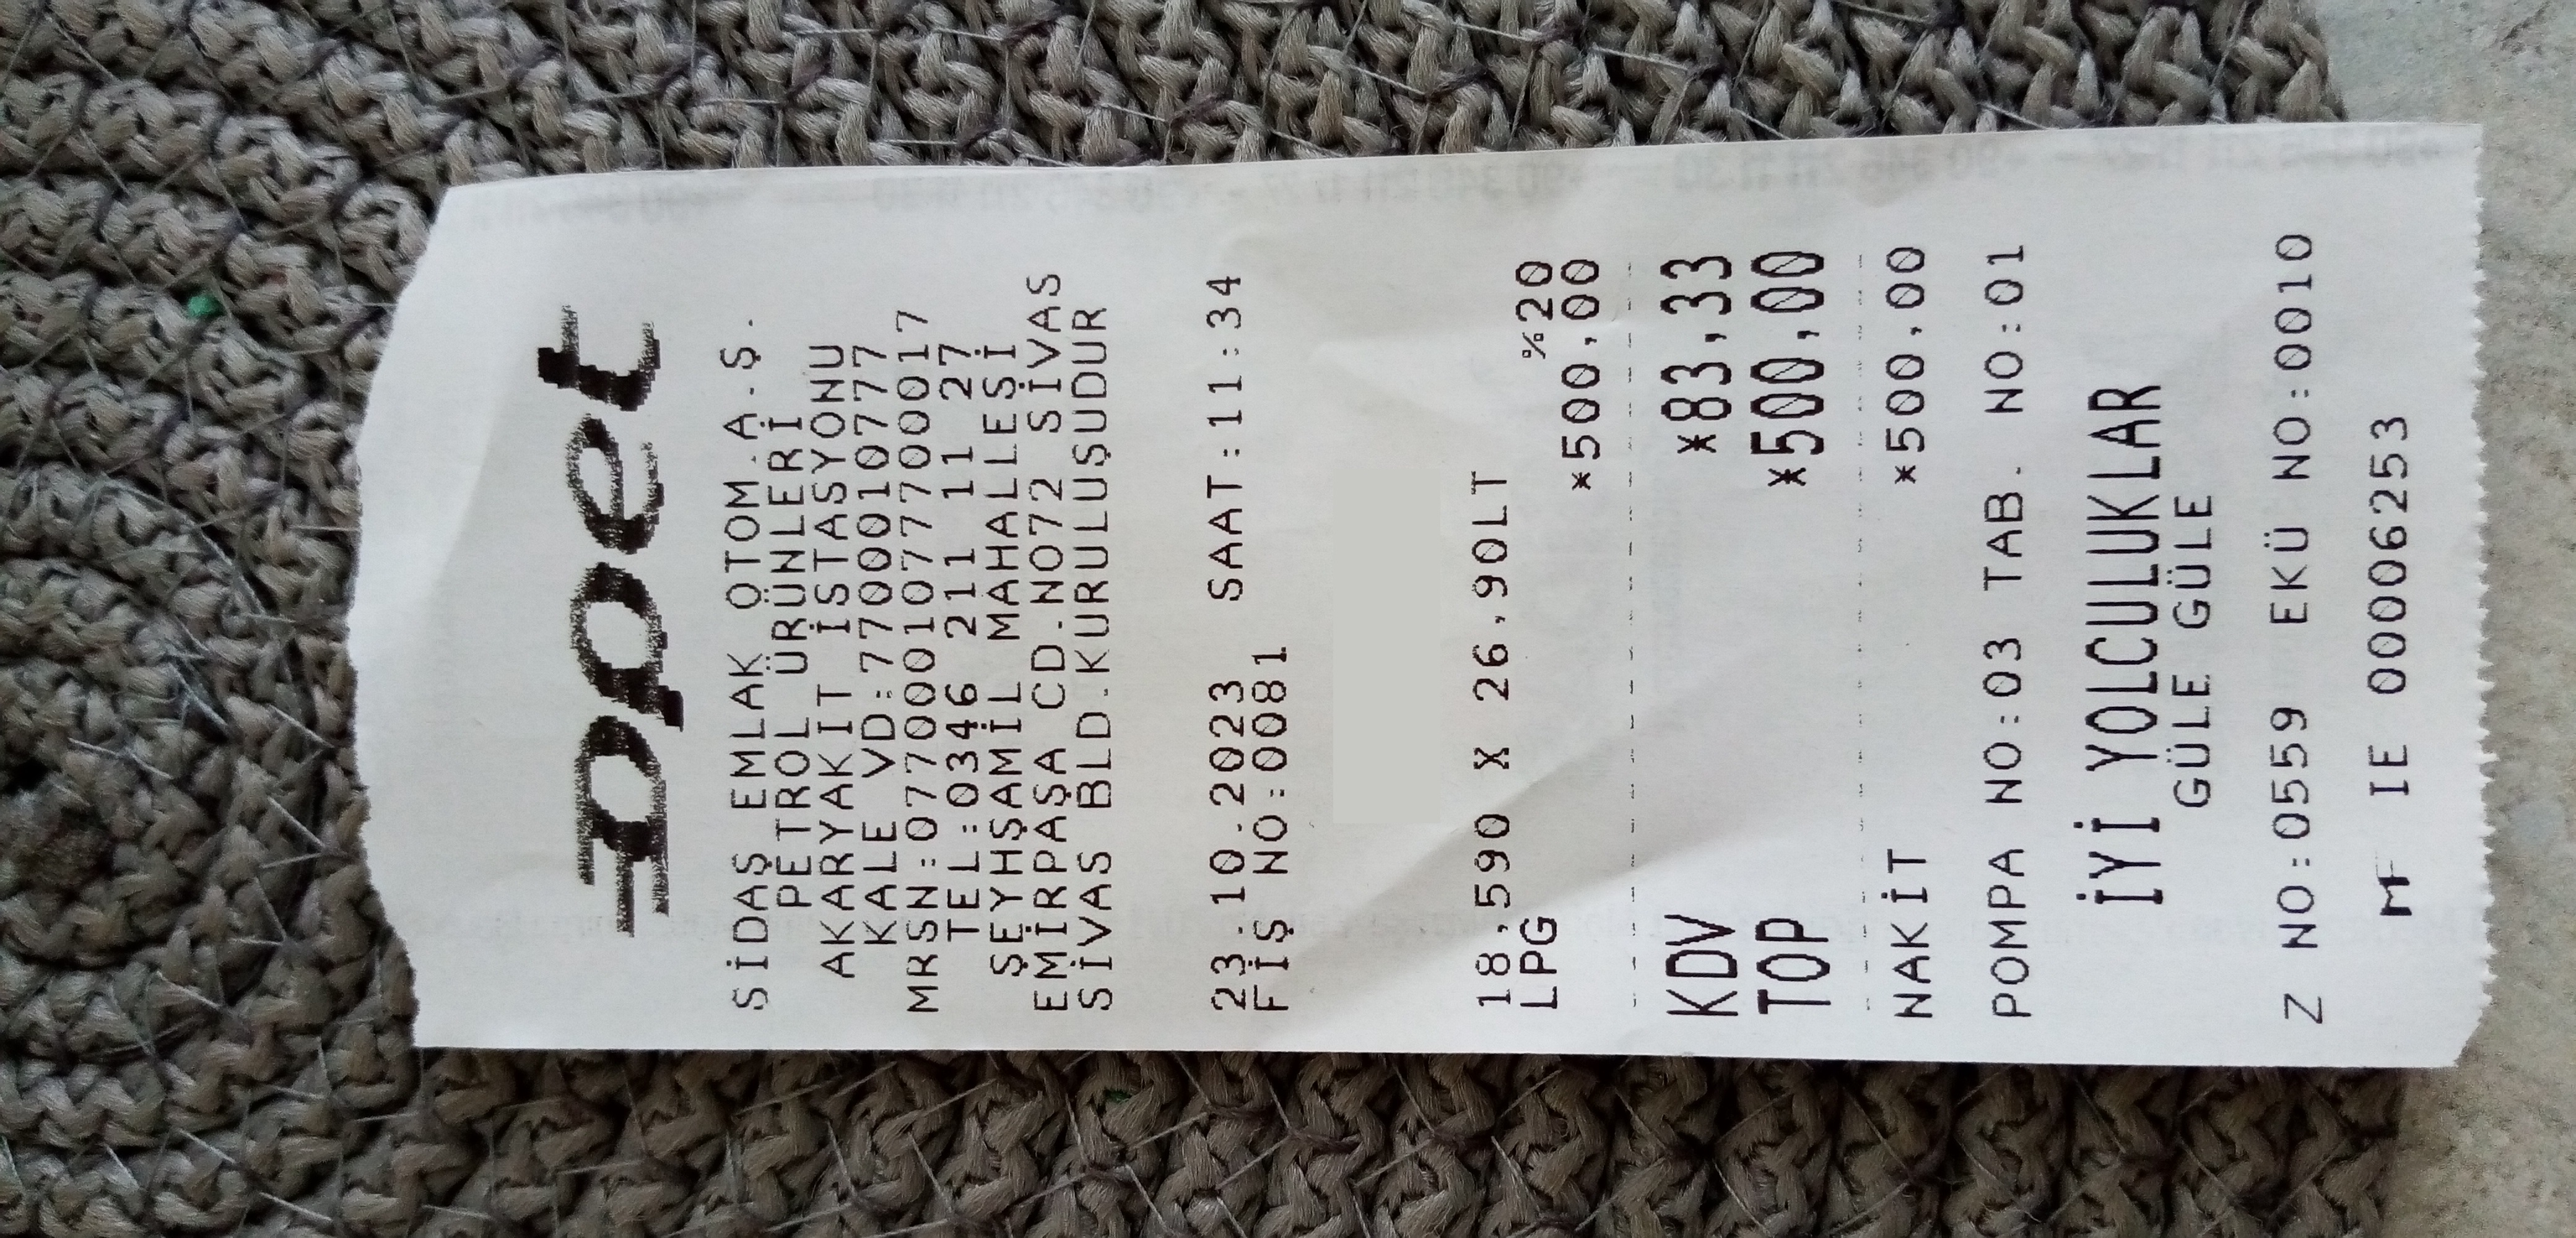 opet
SİDAŞ EMLAK OTOM.A.Ş.
PETROL ÜRÜNLERİ
AKARYAKIT İSTASYONU
KALE VD:7700010777
MRSN:0770001077700017
TEL:0346 211 11 27
ŞEYHŞAMİL MAHALLESİ
EMİRPAŞA CD.NO72 SİVAS
SİVAS BLD.KURULUŞUDUR
23.10.2023 SAAT:11:34
FİŞ NO:0081
18,590 X 26,90LT
LPG %20
*500,00
KDV *83,33
TOP *500,00
NAKİT *500,00
POMPA NO:03 TAB. NO:01
İYİ YOLCULUKLAR
GÜLE GÜLE
Z NO:0559 EKÜ NO:0010
MF IE 00006253